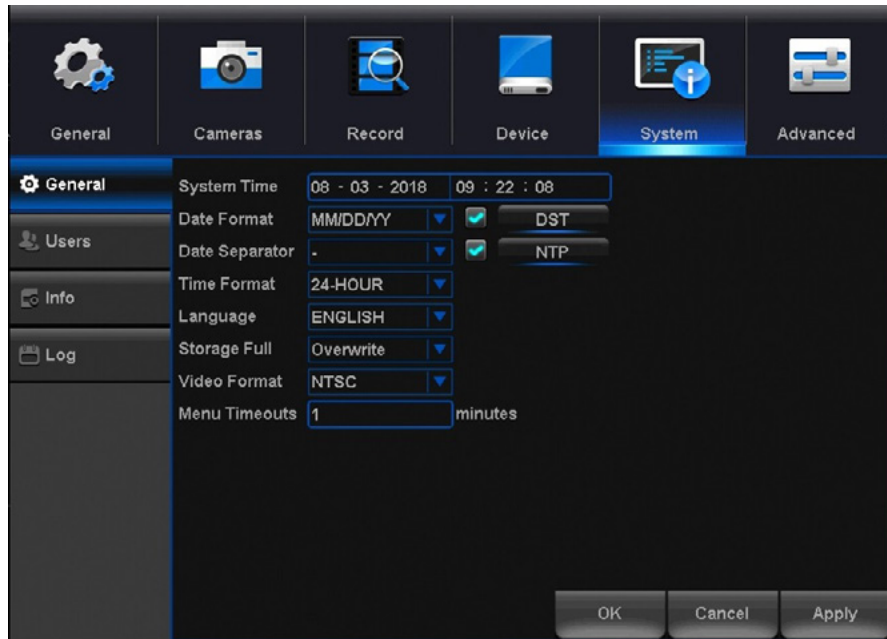 General Cameras Record Device System Advanced
General
Users
Info
Log
System Time 08 - 03 - 2018 09 : 22 : 08
Date Format MM/DD/YY DST
Date Separator - NTP
Time Format 24-HOUR
Language ENGLISH
Storage Full Overwrite
Video Format NTSC
Menu Timeouts 1 minutes
OK Cancel Apply